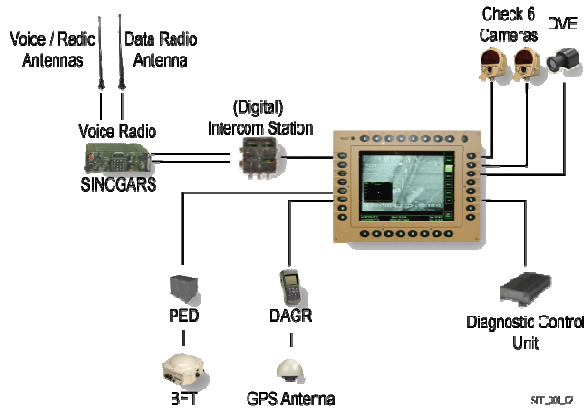 Voice / Radio
Antennas
Data Radio
Antenna
Check 6
Cameras
DVE
(Digital)
Intercom Station
Voice Radio
SINCGARS
PED
DAGR
Diagnostic Control
Unit
BFT
GPS Antenna